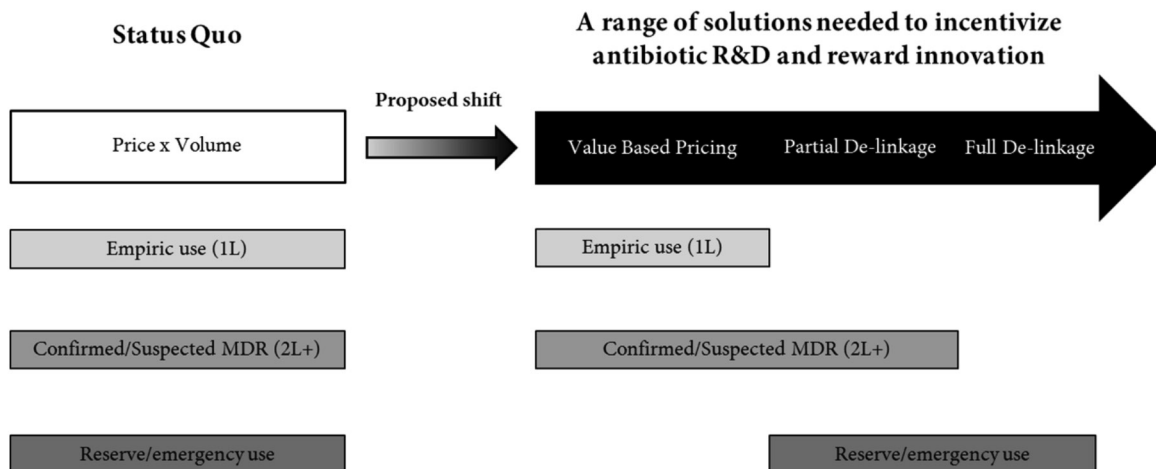 Status Quo
A range of solutions needed to incentivize
antibiotic R&D and reward innovation
Proposed shift
Price x Volume
Value Based Pricing
Partial De-linkage
Full De-linkage
Empiric use (1L)
Empiric use (1L)
Confirmed/Suspected MDR (2L+)
Confirmed/Suspected MDR (2L+)
Reserve/emergency use
Reserve/emergency use